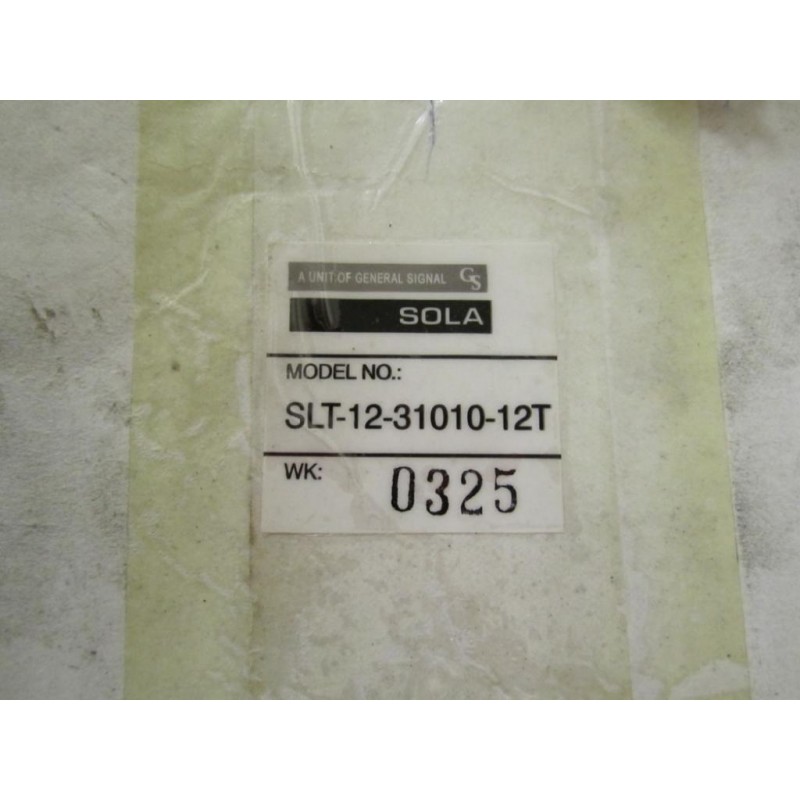 A UNIT OF GENERAL SIGNAL GS
SOLA
MODEL NO.:
SLT-12-31010-12T
WK: 0325